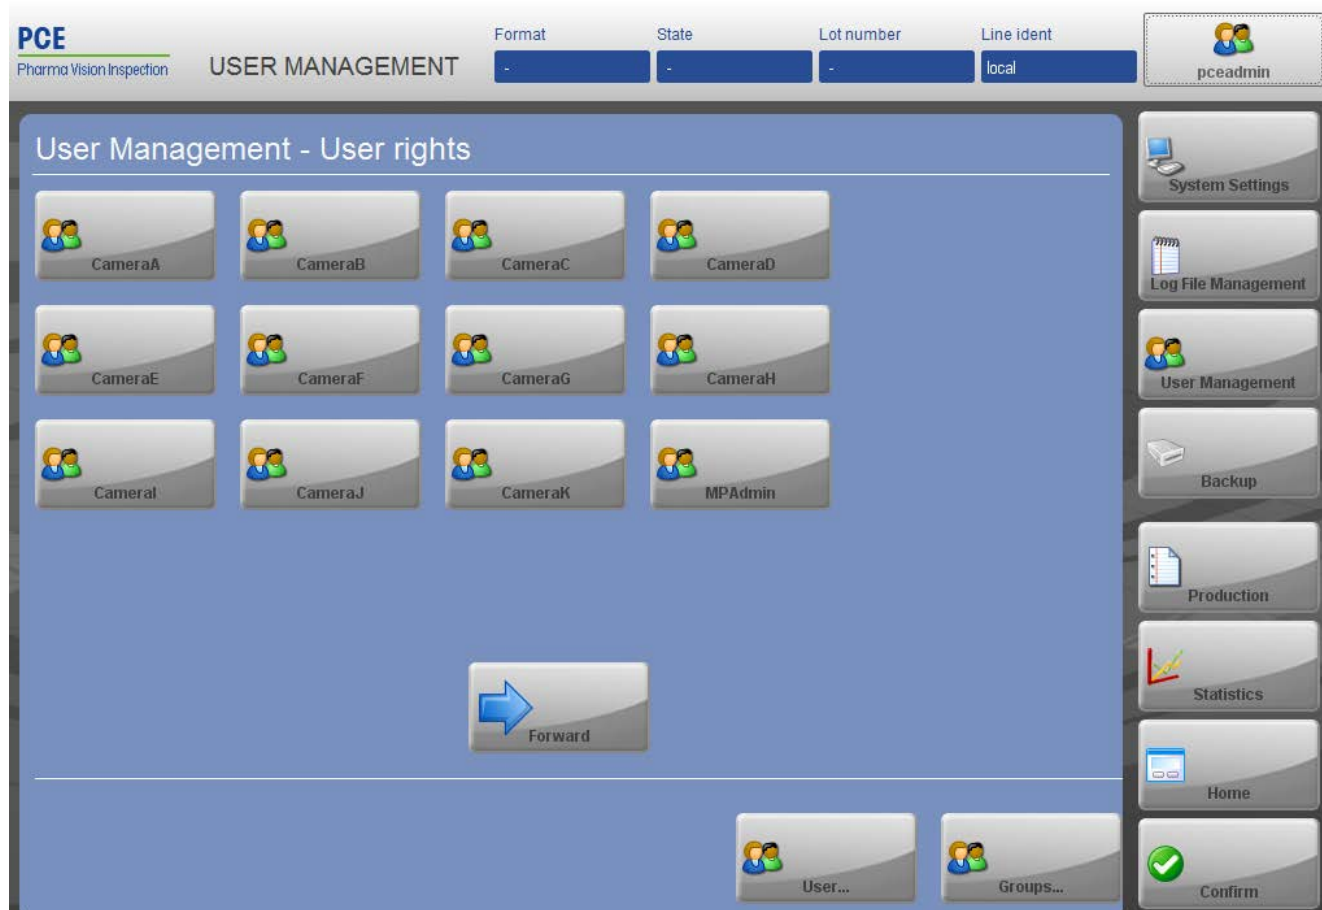 PCE
Pharma Vision Inspection
USER MANAGEMENT
Format
State
Lot number
Line ident
-
-
-
local
pceadmin
User Management - User rights
CameraA
CameraB
CameraC
CameraD
CameraE
CameraF
CameraG
CameraH
CameraI
CameraJ
CameraK
MPAdmin
Forward
User...
Groups...
System Settings
Log File Management
User Management
Backup
Production
Statistics
Home
Confirm